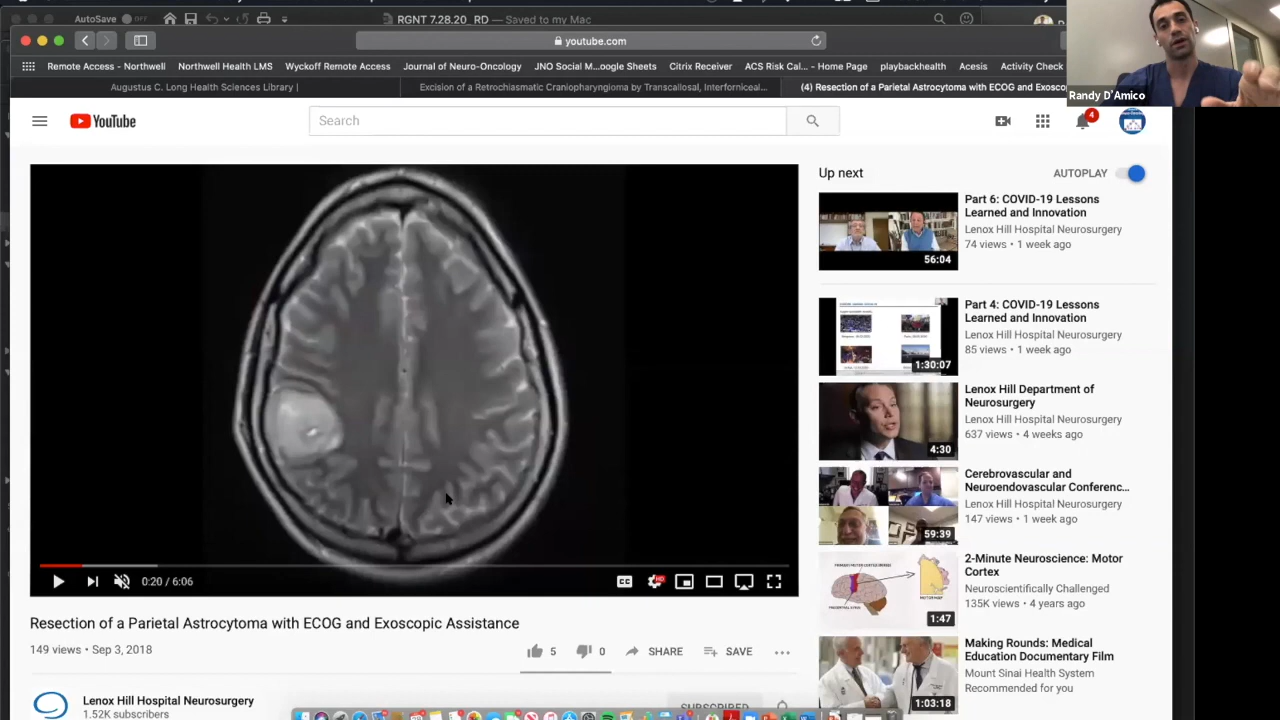 AutoSave OFF
RGNT 7.28.20_RD — Saved to my Mac
youtube.com
Remote Access - Northwell
Northwell Health LMS
Wyckoff Remote Access
Journal of Neuro-Oncology
JNO Social M...oogle Sheets
Citrix Receiver
ACS Risk Cal... - Home Page
playbackhealth
Acesis
Activity Check
Augustus C. Long Health Sciences Library |
Excision of a Retrochiasmatic Craniopharyngioma by Transcallosal, Interforniceal...
(4) Resection of a Parietal Astrocytoma with ECOG and Exosco
Randy D'Amico
YouTube
Search
4
Up next
AUTOPLAY
Part 6: COVID-19 Lessons
Learned and Innovation
Lenox Hill Hospital Neurosurgery
74 views • 1 week ago
56:04
Part 4: COVID-19 Lessons
Learned and Innovation
Lenox Hill Hospital Neurosurgery
85 views • 1 week ago
1:30:07
Lenox Hill Department of
Neurosurgery
Lenox Hill Hospital Neurosurgery
637 views • 4 weeks ago
4:30
Cerebrovascular and
Neuroendovascular Conferenc...
Lenox Hill Hospital Neurosurgery
147 views • 1 week ago
59:39
2-Minute Neuroscience: Motor
Cortex
Neuroscientifically Challenged
135K views • 4 years ago
1:47
Making Rounds: Medical
Education Documentary Film
Mount Sinai Health System
Recommended for you
1:03:18
0:20 / 6:06
CC
HD
Resection of a Parietal Astrocytoma with ECOG and Exoscopic Assistance
149 views • Sep 3, 2018
5
0
SHARE
SAVE
Lenox Hill Hospital Neurosurgery
1.52K subscribers
SUBSCRIBED